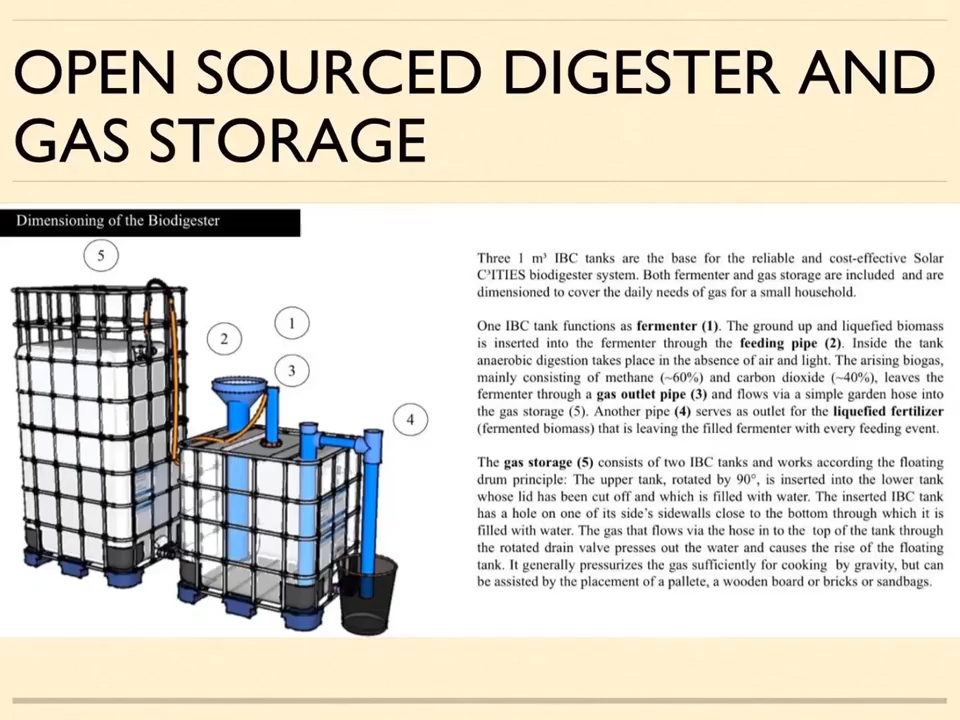 OPEN SOURCED DIGESTER AND
GAS STORAGE
Dimensioning of the Biodigester
5
1
2
3
4
Three 1 m³ IBC tanks are the base for the reliable and cost-effective Solar
C³ITIES biodigester system. Both fermenter and gas storage are included and are
dimensioned to cover the daily needs of gas for a small household.
One IBC tank functions as fermenter (1). The ground up and liquefied biomass
is inserted into the fermenter through the feeding pipe (2). Inside the tank
anaerobic digestion takes place in the absence of air and light. The arising biogas,
mainly consisting of methane (~60%) and carbon dioxide (~40%), leaves the
fermenter through a gas outlet pipe (3) and flows via a simple garden hose into
the gas storage (5). Another pipe (4) serves as outlet for the liquefied fertilizer
(fermented biomass) that is leaving the filled fermenter with every feeding event.
The gas storage (5) consists of two IBC tanks and works according the floating
drum principle: The upper tank, rotated by 90°, is inserted into the lower tank
whose lid has been cut off and which is filled with water. The inserted IBC tank
has a hole on one of its side's sidewalls close to the bottom through which it is
filled with water. The gas that flows via the hose in to the top of the tank through
the rotated drain valve presses out the water and causes the rise of the floating
tank. It generally pressurizes the gas sufficiently for cooking by gravity, but can
be assisted by the placement of a pallete, a wooden board or bricks or sandbags.